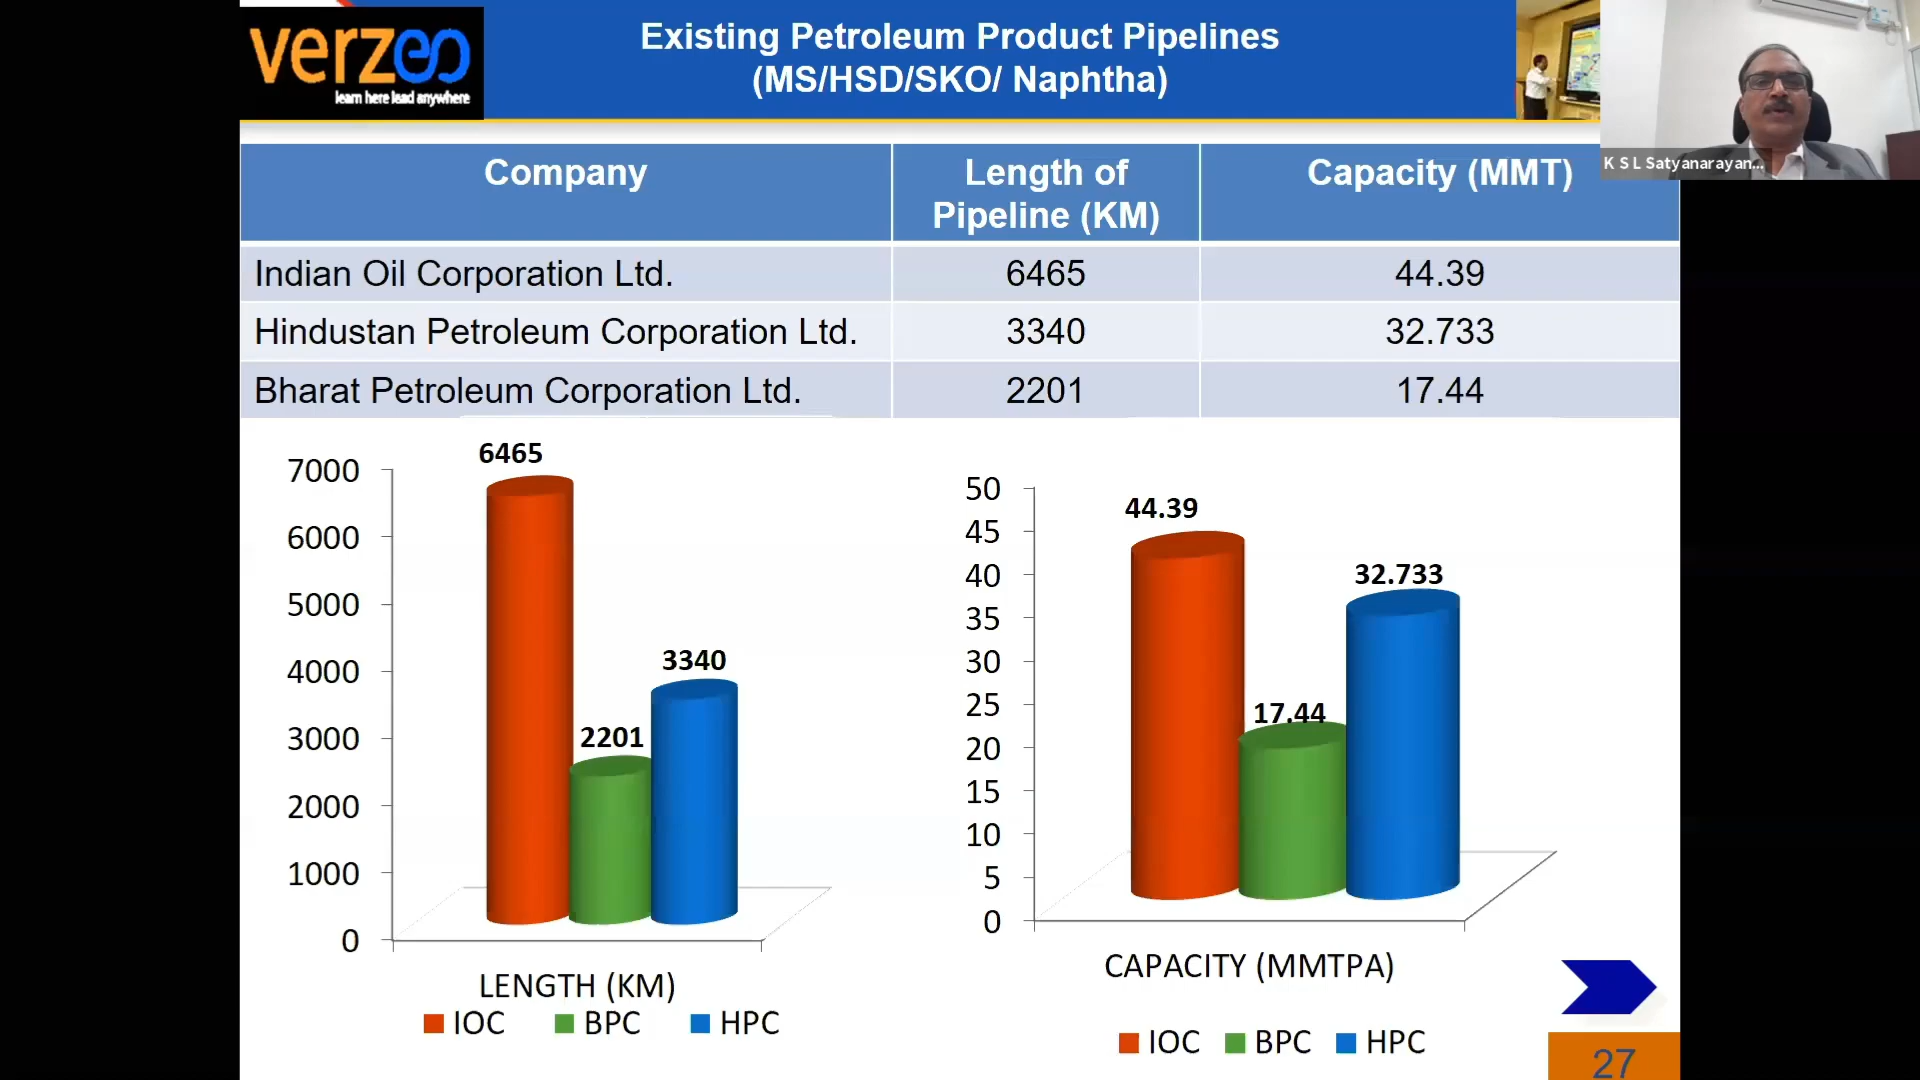 verzeo
learn here lead anywhere
Existing Petroleum Product Pipelines
(MS/HSD/SKO/ Naphtha)
K S L Satyanarayan...
Company
Length of
Pipeline (KM)
Capacity (MMT)
Indian Oil Corporation Ltd. 6465 44.39
Hindustan Petroleum Corporation Ltd. 3340 32.733
Bharat Petroleum Corporation Ltd. 2201 17.44
7000
6000
5000
4000
3000
2000
1000
0
6465
2201
3340
LENGTH (KM)
IOC BPC HPC
50
45
40
35
30
25
20
15
10
5
0
44.39
17.44
32.733
CAPACITY (MMTPA)
IOC BPC HPC
27